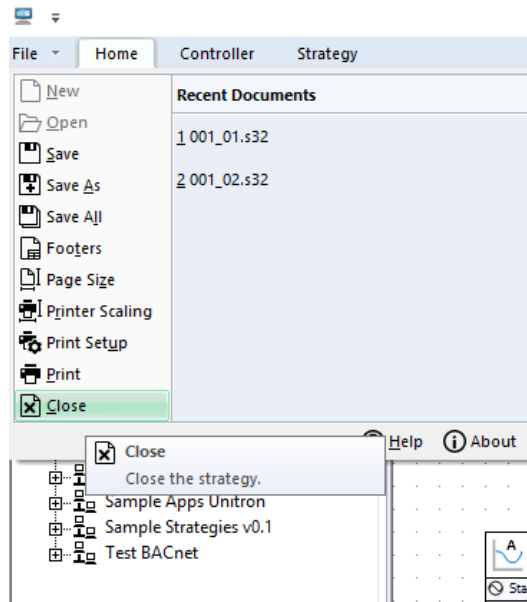 File Home Controller Strategy
New
Recent Documents
Open
1 001_01.s32
Save
2 001_02.s32
Save As
Save All
Footers
Page Size
Printer Scaling
Print Setup
Print
Close
Help About
Close
Close the strategy.
Sample Apps Unitron
Sample Strategies v0.1
Test BACnet
A